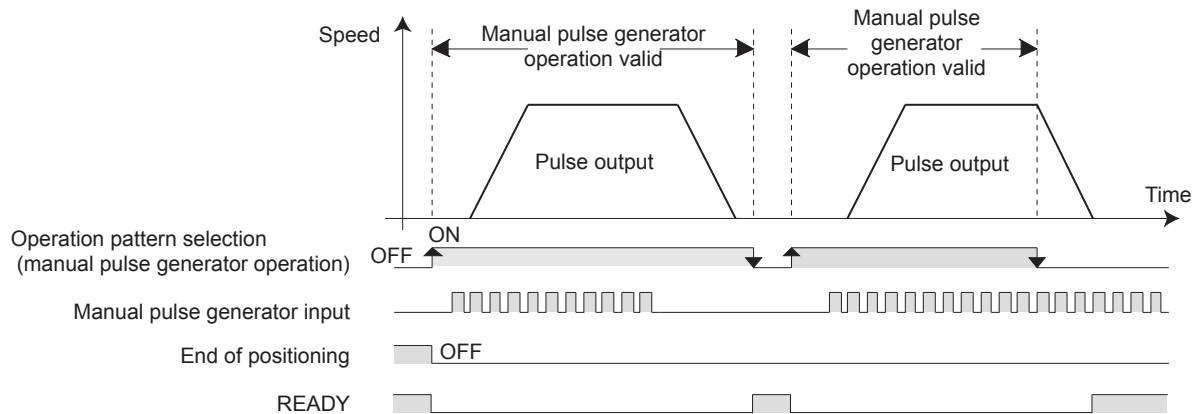 Speed
Manual pulse generator
operation valid
Manual pulse
generator
operation valid
Pulse output
Pulse output
Time
Operation pattern selection
(manual pulse generator operation)
ON
OFF
Manual pulse generator input
End of positioning
OFF
READY